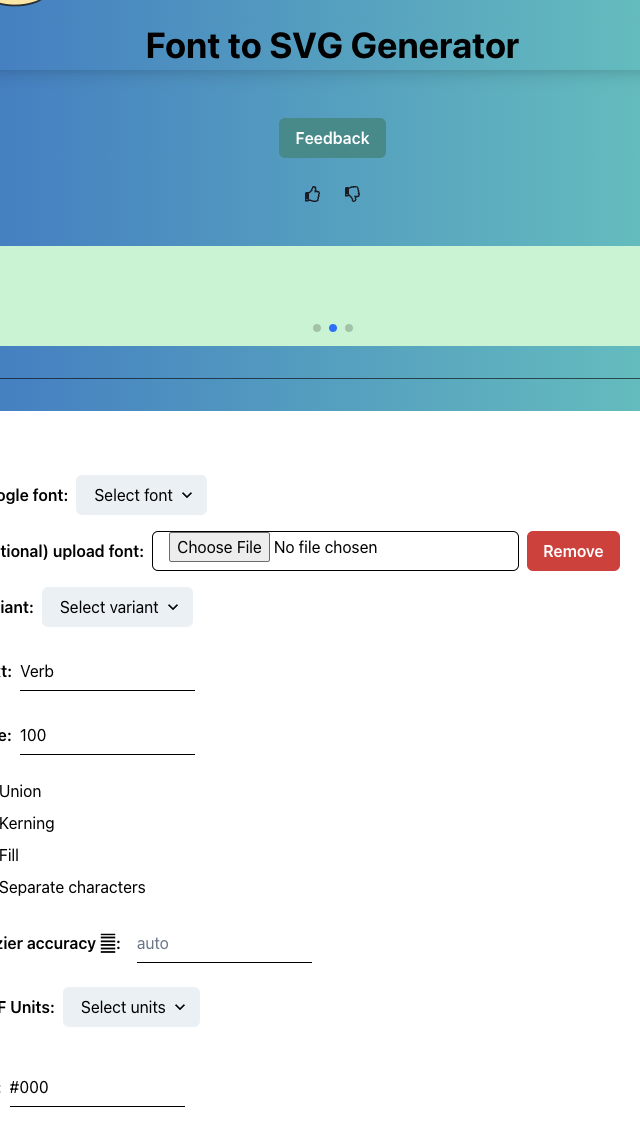 Font to SVG Generator
Feedback
ogle font: Select font
tional) upload font: Choose File No file chosen Remove
iant: Select variant
t: Verb
e: 100
Union
Kerning
Fill
Separate characters
zier accuracy : auto
F Units: Select units
: #000